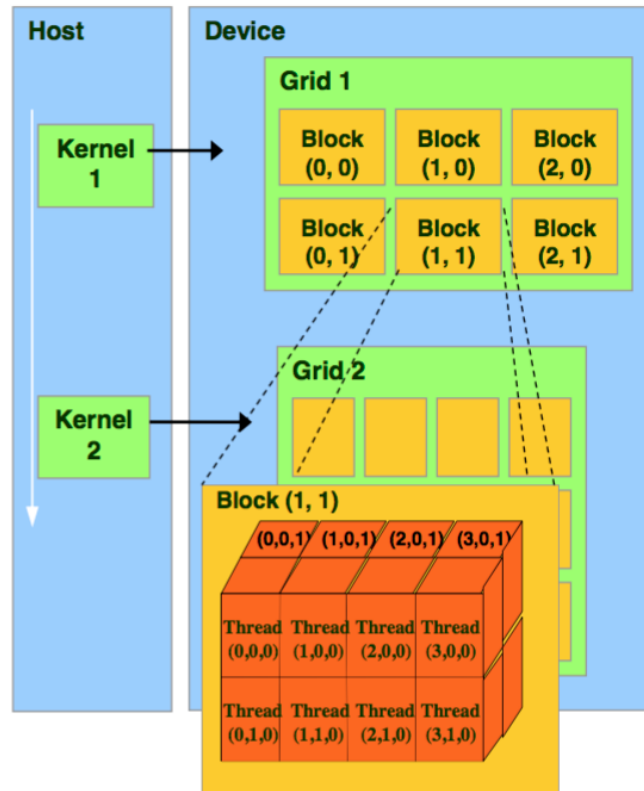 Host
Device
Grid 1
Kernel
1
Block
(0, 0)
Block
(1, 0)
Block
(2, 0)
Block
(0, 1)
Block
(1, 1)
Block
(2, 1)
Grid 2
Kernel
2
Block (1, 1)
(0,0,1) (1,0,1) (2,0,1) (3,0,1)
Thread
(0,0,0)
Thread
(1,0,0)
Thread
(2,0,0)
Thread
(3,0,0)
Thread
(0,1,0)
Thread
(1,1,0)
Thread
(2,1,0)
Thread
(3,1,0)